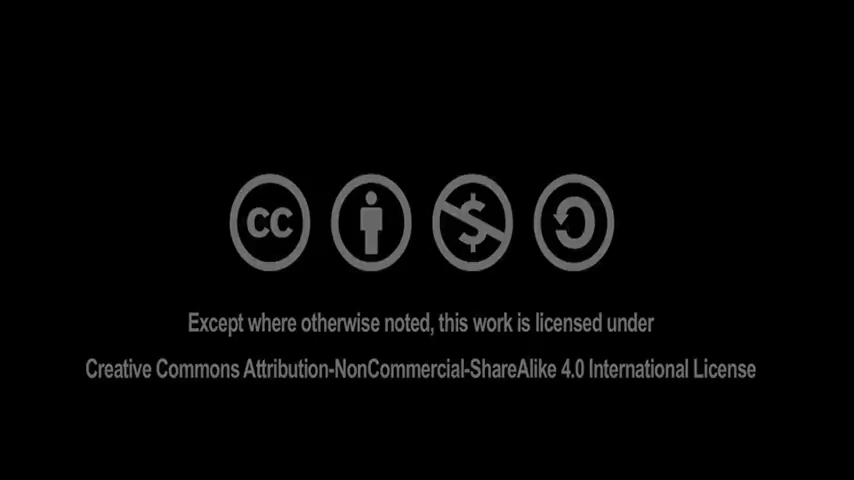 cc
Except where otherwise noted, this work is licensed under
Creative Commons Attribution-NonCommercial-ShareAlike 4.0 International License